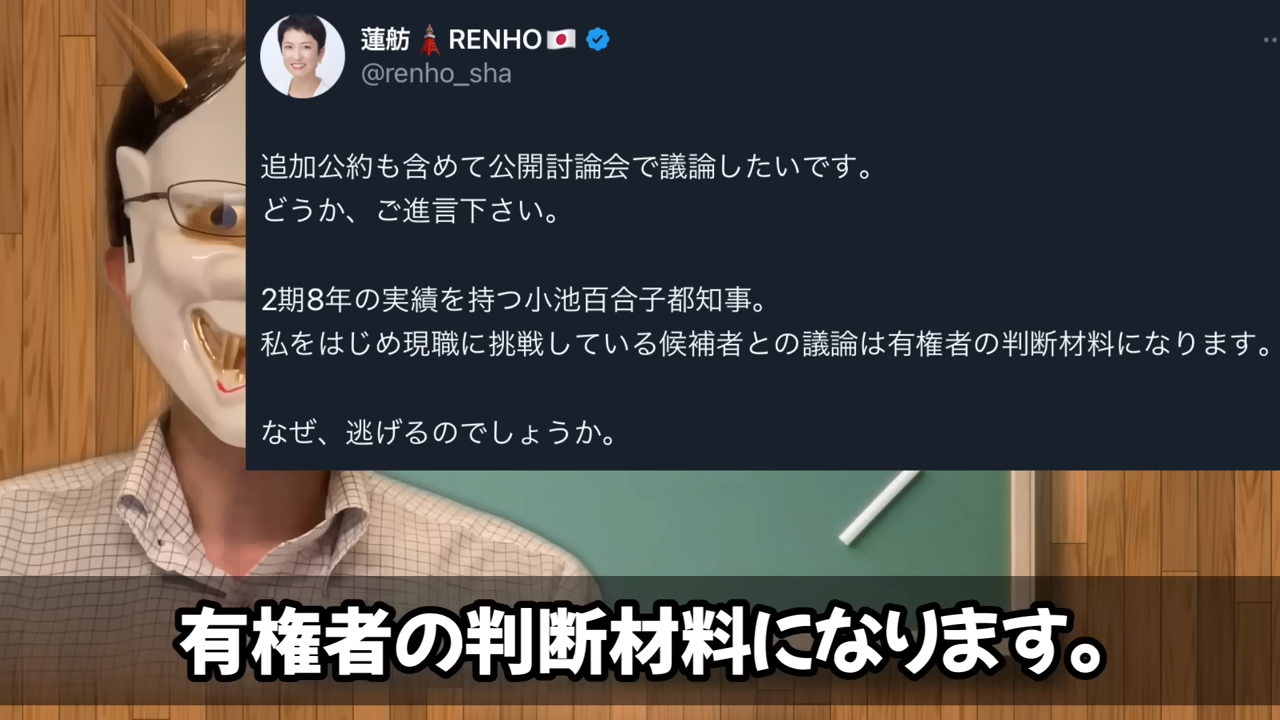 蓮舫🗼RENHO🇯🇵
@renho_sha
追加公約も含めて公開討論会で議論したいです。
どうか、ご進言下さい。
2期8年の実績を持つ小池百合子都知事。
私をはじめ現職に挑戦している候補者との議論は有権者の判断材料になります。
なぜ、逃げるのでしょうか。
有権者の判断材料になります。